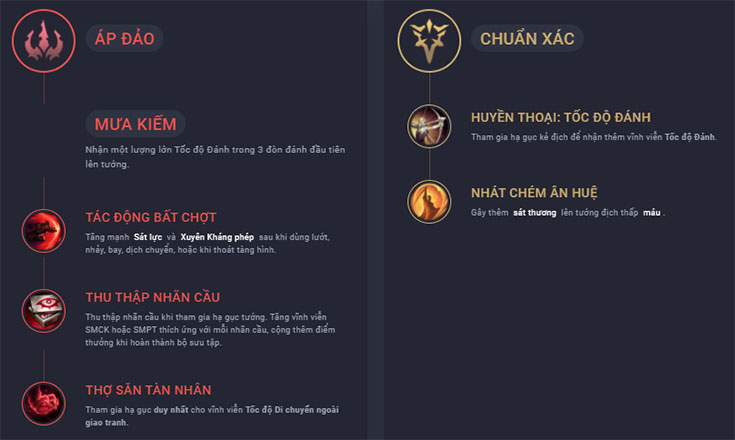 ÁP ĐẢO
MƯA KIẾM
Nhận một lượng lớn Tốc độ Đánh trong 3 đòn đánh đầu tiên
lên tướng.
TÁC ĐỘNG BẤT CHỢT
Tăng mạnh Sát lực và Xuyên Kháng phép sau khi dùng lướt,
nhảy, bay, dịch chuyển, hoặc khi thoát tàng hình.
THU THẬP NHÃN CẦU
Thu thập nhãn cầu khi tham gia hạ gục tướng. Tăng vĩnh viễn
SMCK hoặc SMPT thích ứng với mỗi nhãn cầu, cộng thêm điểm
thưởng khi hoàn thành bộ sưu tập.
THỢ SĂN TÀN NHẪN
Tham gia hạ gục duy nhất cho vĩnh viễn Tốc độ Di chuyển ngoài
giao tranh.
CHUẨN XÁC
HUYỀN THOẠI: TỐC ĐỘ ĐÁNH
Tham gia hạ gục kẻ địch để nhận thêm vĩnh viễn Tốc độ Đánh.
NHÁT CHÉM ÂN HUỆ
Gây thêm sát thương lên tướng địch thấp máu .